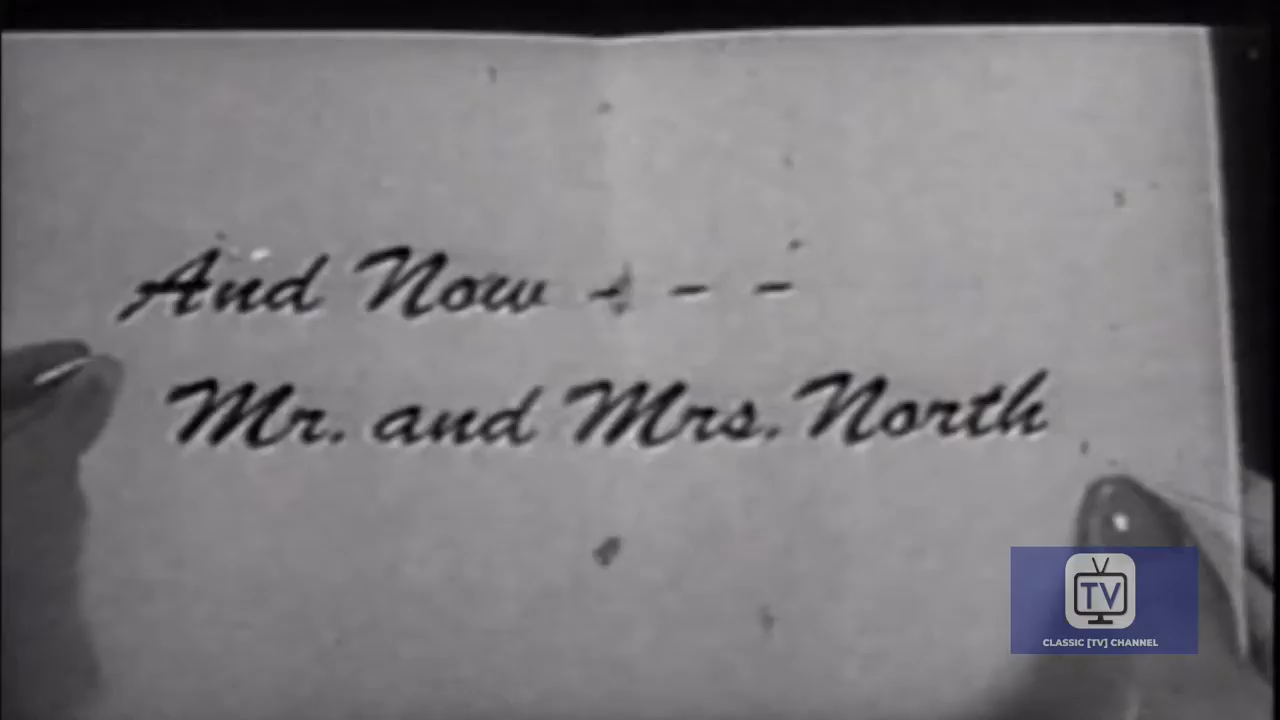 And Now - - -
Mr. and Mrs. North
TV
CLASSIC [TV] CHANNEL